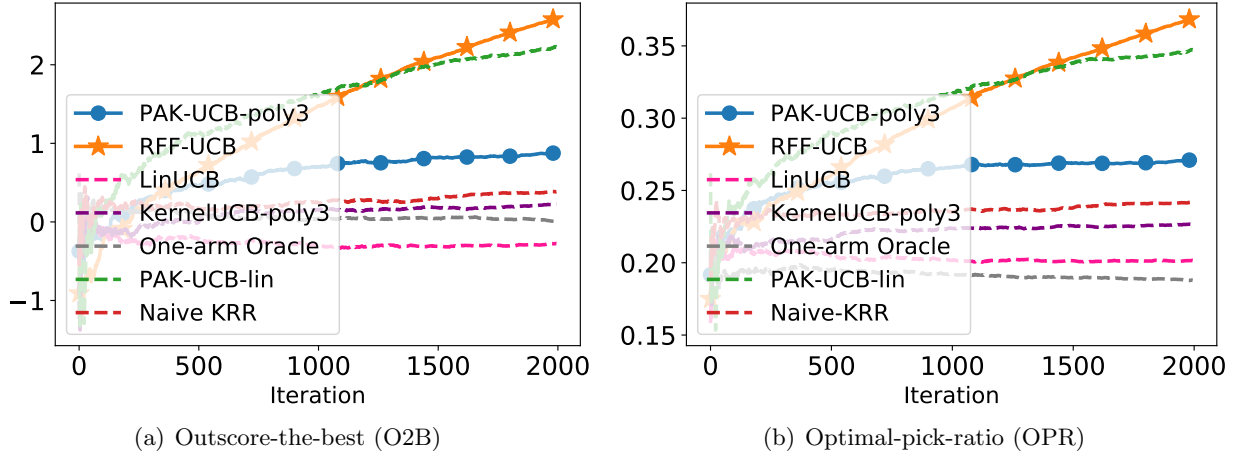 2
1
0
−1
PAK-UCB-poly3
RFF-UCB
LinUCB
KernelUCB-poly3
One-arm Oracle
PAK-UCB-lin
Naive KRR
0 500 1000 1500 2000
Iteration
(a) Outscore-the-best (O2B)
0.35
0.30
0.25
0.20
0.15
PAK-UCB-poly3
RFF-UCB
LinUCB
KernelUCB-poly3
One-arm Oracle
PAK-UCB-lin
Naive-KRR
0 500 1000 1500 2000
Iteration
(b) Optimal-pick-ratio (OPR)